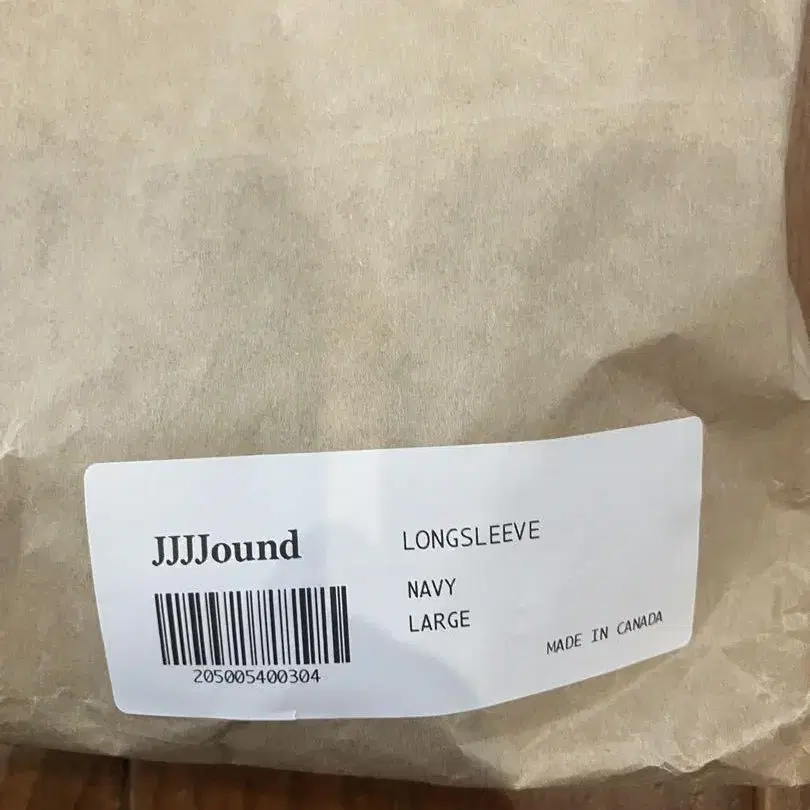 JJJJound
205005400304
LONGSLEEVE
NAVY
LARGE
MADE IN CANADA